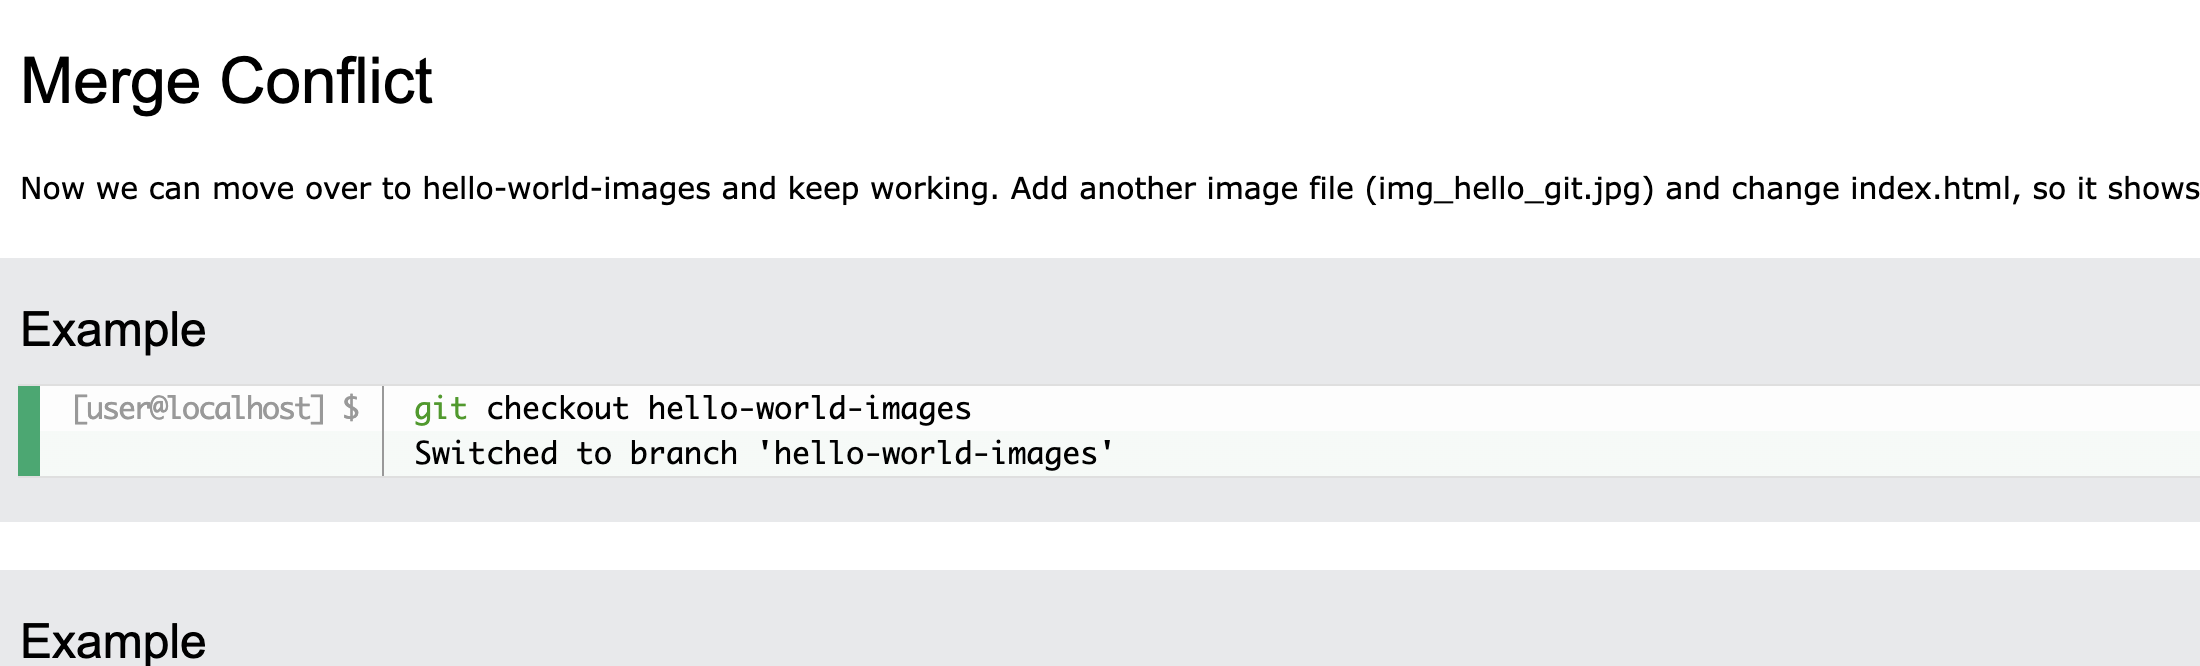 Merge Conflict
Now we can move over to hello-world-images and keep working. Add another image file (img_hello_git.jpg) and change index.html, so it shows
Example
[user@localhost] $ git checkout hello-world-images
Switched to branch 'hello-world-images'
Example